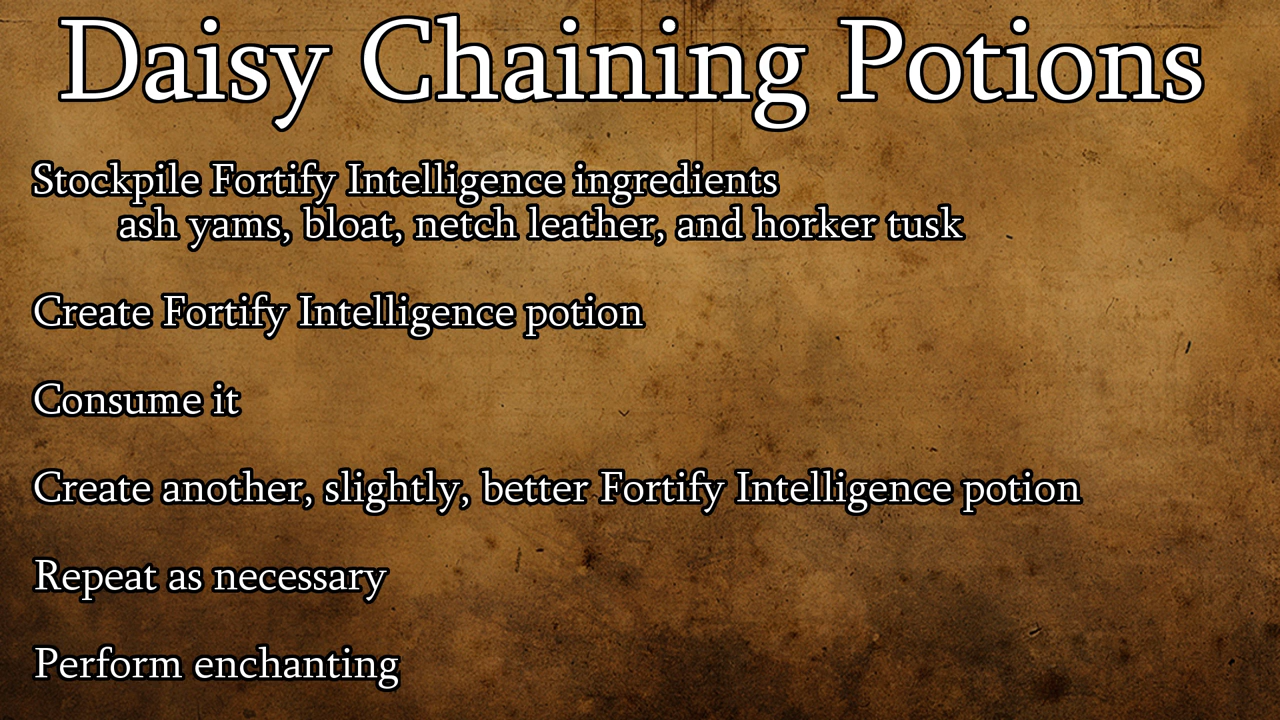 Daisy Chaining Potions
Stockpile Fortify Intelligence ingredients
ash yams, bloat, netch leather, and horker tusk
Create Fortify Intelligence potion
Consume it
Create another, slightly, better Fortify Intelligence potion
Repeat as necessary
Perform enchanting